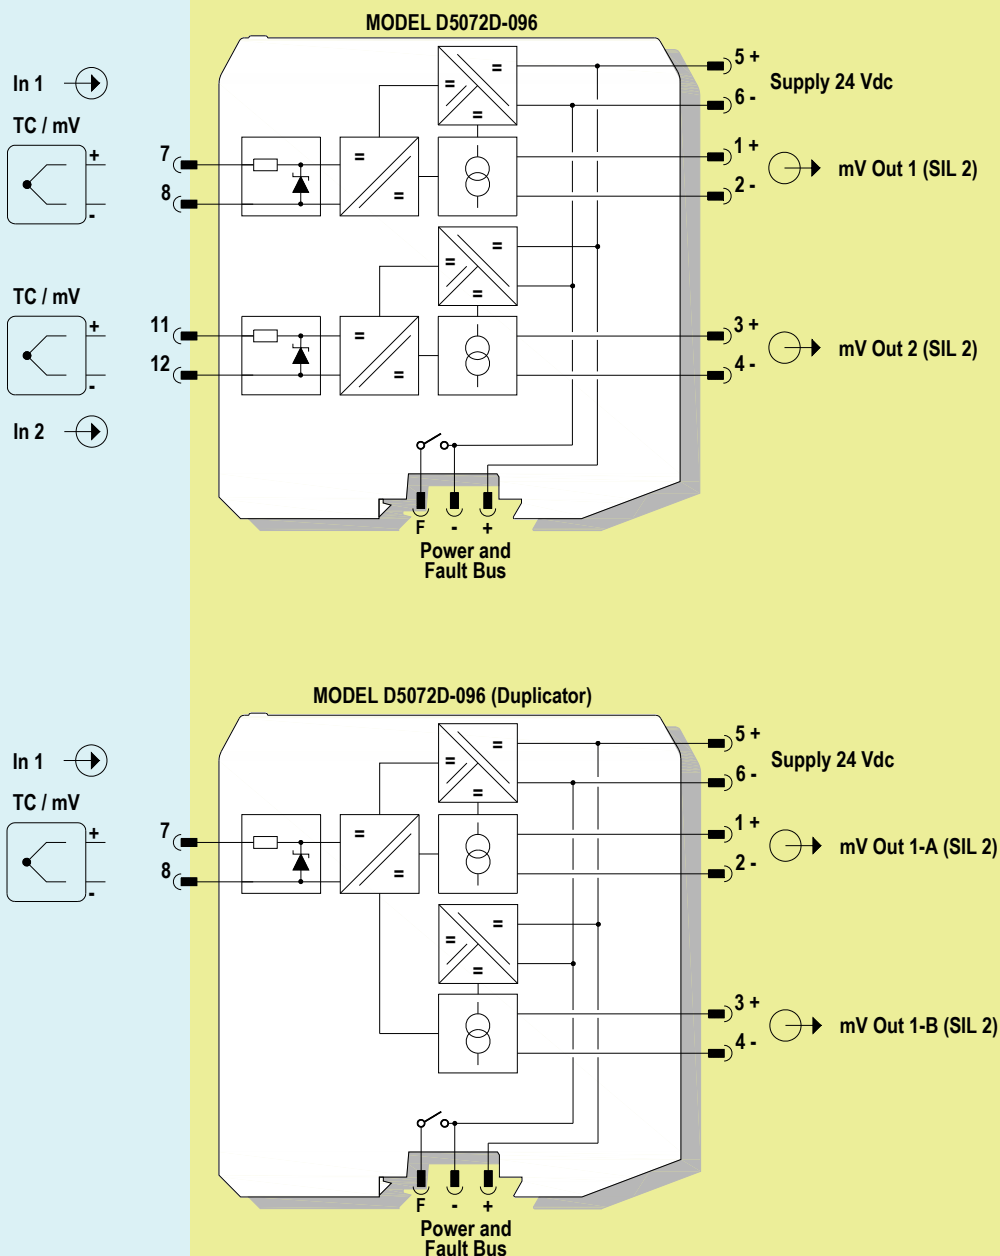 MODEL D5072D-096
In 1
TC / mV
+
-
7
8
5 +
6 -
Supply 24 Vdc
1 +
2 -
mV Out 1 (SIL 2)
TC / mV
+
-
11
12
In 2
3 +
4 -
mV Out 2 (SIL 2)
F - +
Power and
Fault Bus
MODEL D5072D-096 (Duplicator)
In 1
TC / mV
+
-
7
8
5 +
6 -
Supply 24 Vdc
1 +
2 -
mV Out 1-A (SIL 2)
3 +
4 -
mV Out 1-B (SIL 2)
F - +
Power and
Fault Bus